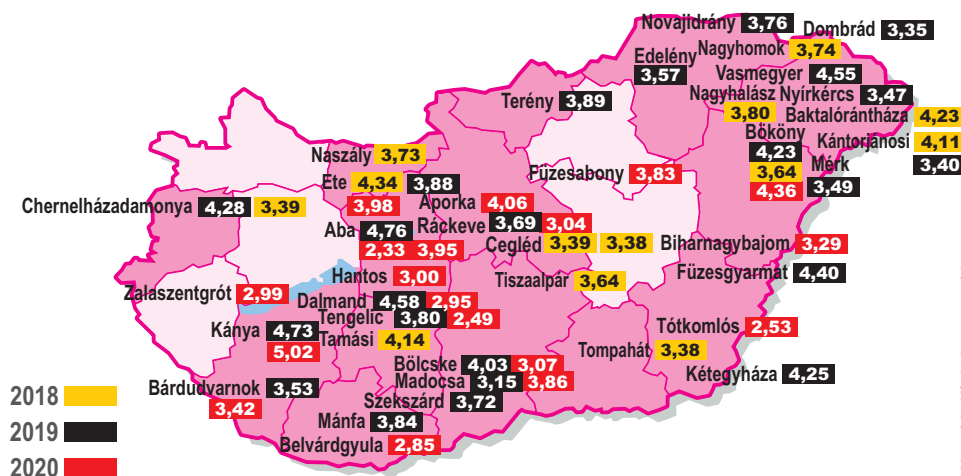 Novajidrány 3,76
Dombrád 3,35
Nagyhomok 3,74
Edelény
3,57
Vasmegyer 4,55
Terény 3,89
Nagyhalász
3,80
Nyírkércs 3,47
Baktalórántháza 4,23
Bököny
4,23
3,64
4,36
Kántorjánosi 4,11
3,40
Mérk
3,49
Naszály 3,73
Ete 4,34 3,88
3,98
Füzesabony 3,83
Chernelházadamonya 4,28 3,39
Aporka 4,06
Aba 4,76
2,33 3,95
Ráckeve 3,69 3,04
Cegléd 3,39 3,38
Biharnagybajom 3,29
Hantos 3,00
Tiszaalpár 3,64
Füzesgyarmat 4,40
Zalaszentgrót 2,99
Dalmand 4,58 2,95
Tengelic 3,80 2,49
Kánya 4,73
5,02
Tamási 4,14
Tótkomlós 2,53
Tompahát 3,38
Bölcske 4,03 3,07
Madocsa 3,15 3,86
Kétegyháza 4,25
Bárdudvarnok 3,53
3,42
Szekszárd 3,72
Mánfa 3,84
Belvárdgyula 2,85
2018
2019
2020